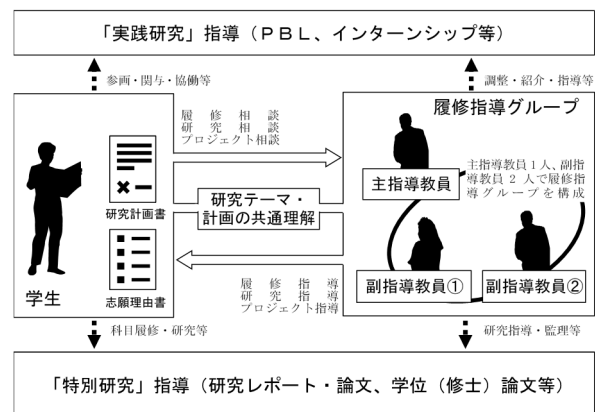 「実践研究」指導（ＰＢＬ、インターンシップ等）
参画・関与・協働等
調整・紹介・指導等
履修相談
研究相談
プロジェクト相談
履修指導グループ
主指導教員１人、副指
導教員２人で履修指
導グループを構成
主指導教員
研究計画書
研究テーマ・
計画の共通理解
学生
志願理由書
履修指導
研究指導
プロジェクト指導
副指導教員①
副指導教員②
科目履修・研究等
研究指導・監理等
「特別研究」指導（研究レポート・論文、学位（修士）論文等）